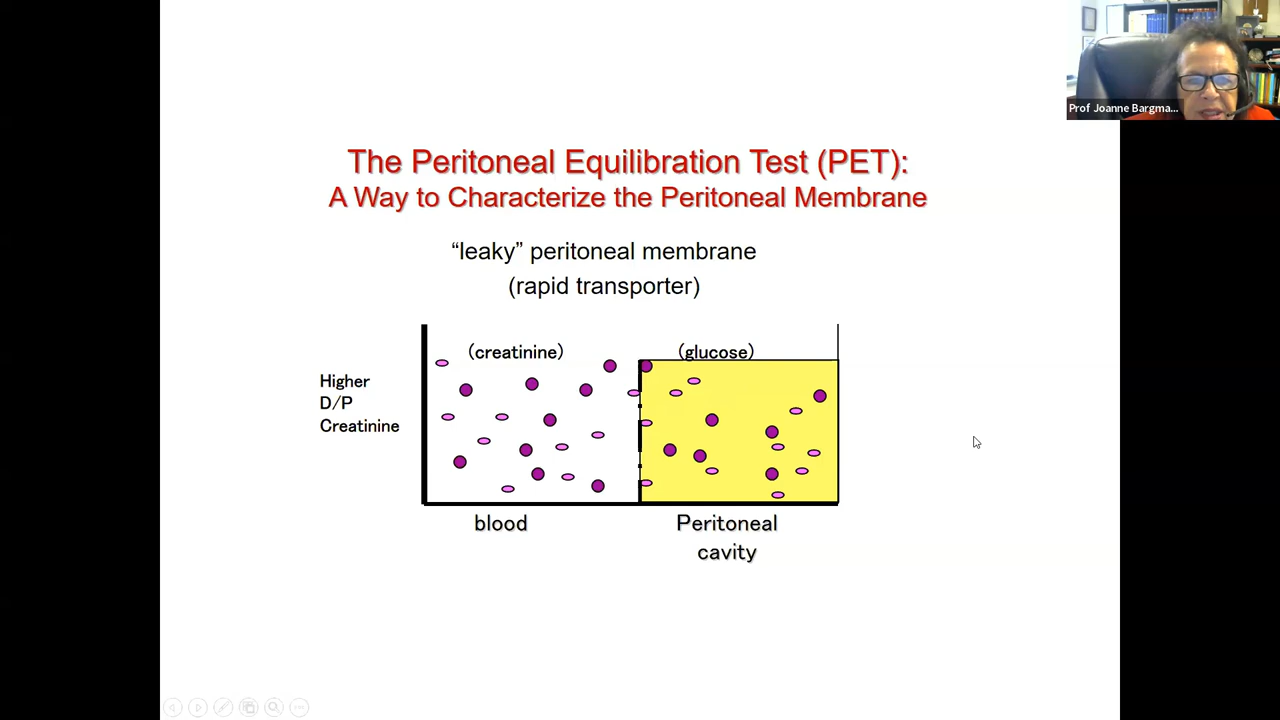 Prof Joanne Bargma...
The Peritoneal Equilibration Test (PET):
A Way to Characterize the Peritoneal Membrane
“leaky” peritoneal membrane
(rapid transporter)
(creatinine)
(glucose)
Higher
D/P
Creatinine
blood
Peritoneal
cavity